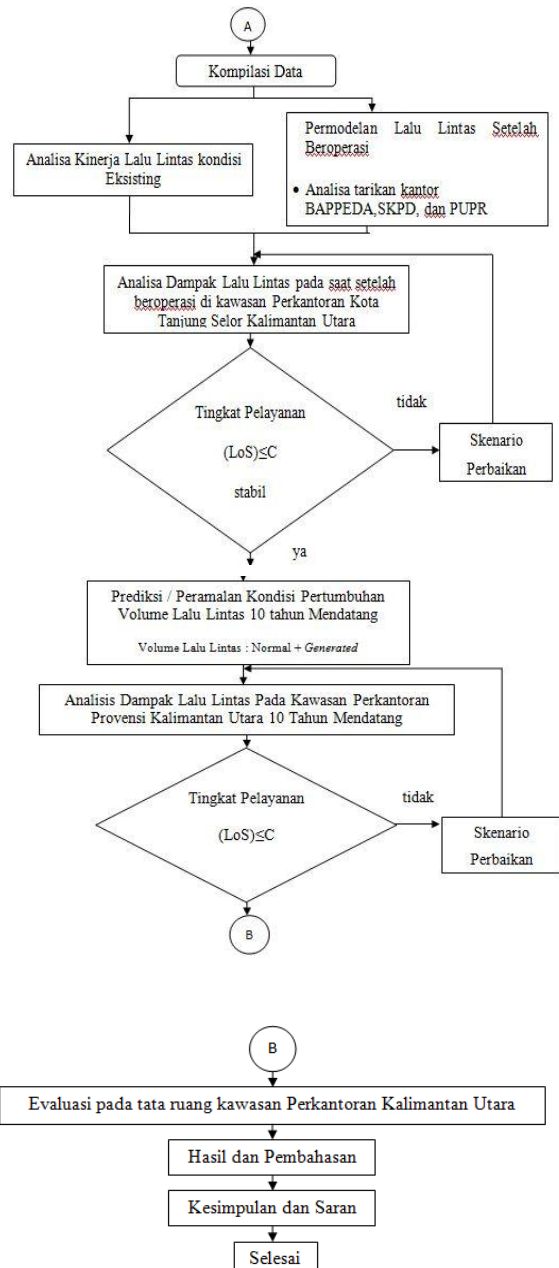 A
Kompilasi Data
Analisa Kinerja Lalu Lintas kondisi
Eksisting
Permodelan Lalu Lintas Setelah
Beroperasi
• Analisa tarikan kantor
BAPPEDA,SKPD, dan PUPR
Analisa Dampak Lalu Lintas pada saat setelah
beroperasi di kawasan Perkantoran Kota
Tanjung Selor Kalimantan Utara
Tingkat Pelayanan
(LoS)≤C
stabil
tidak
Skenario
Perbaikan
ya
Prediksi / Peramalan Kondisi Pertumbuhan
Volume Lalu Lintas 10 tahun Mendatang
Volume Lalu Lintas : Normal + Generated
Analisis Dampak Lalu Lintas Pada Kawasan Perkantoran
Provensi Kalimantan Utara 10 Tahun Mendatang
Tingkat Pelayanan
(LoS)≤C
tidak
Skenario
Perbaikan
B
B
Evaluasi pada tata ruang kawasan Perkantoran Kalimantan Utara
Hasil dan Pembahasan
Kesimpulan dan Saran
Selesai